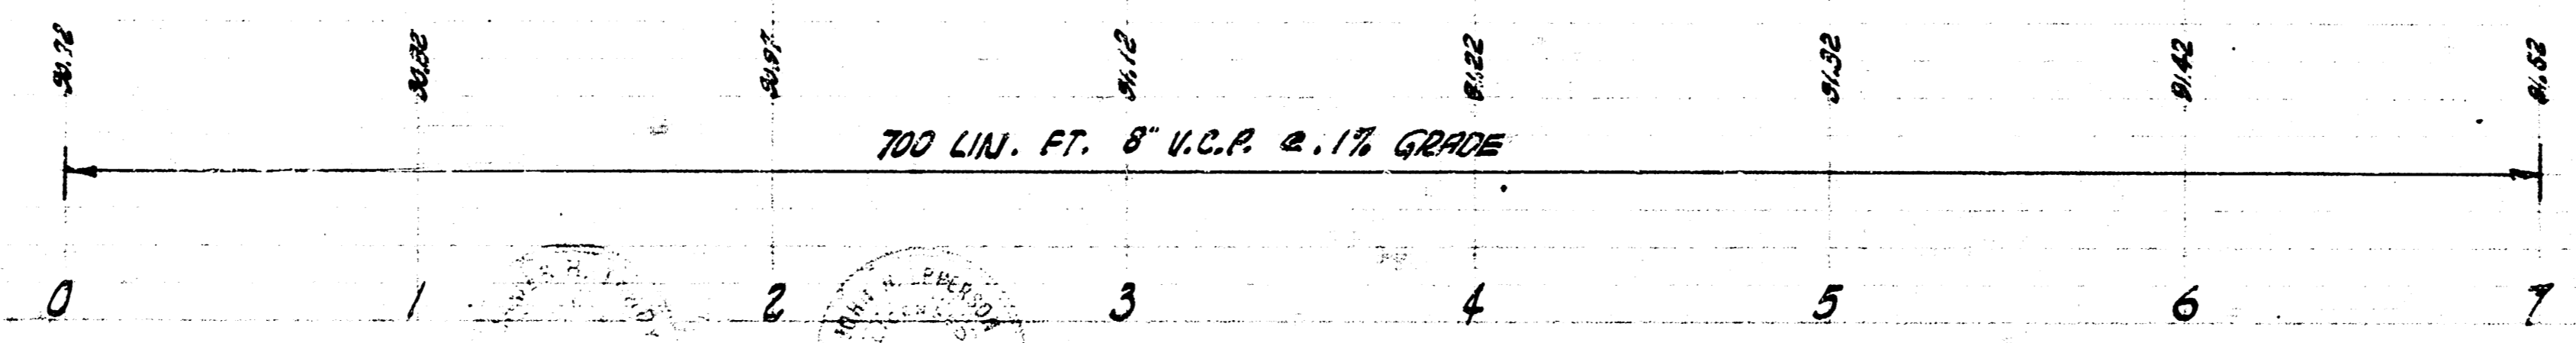 90.72 90.82 90.97 91.12 91.22 91.32 91.42 91.52
700 LIN. FT. 8" V.C.P. @ .1% GRADE
0 1 2 3 4 5 6 7
JOHN